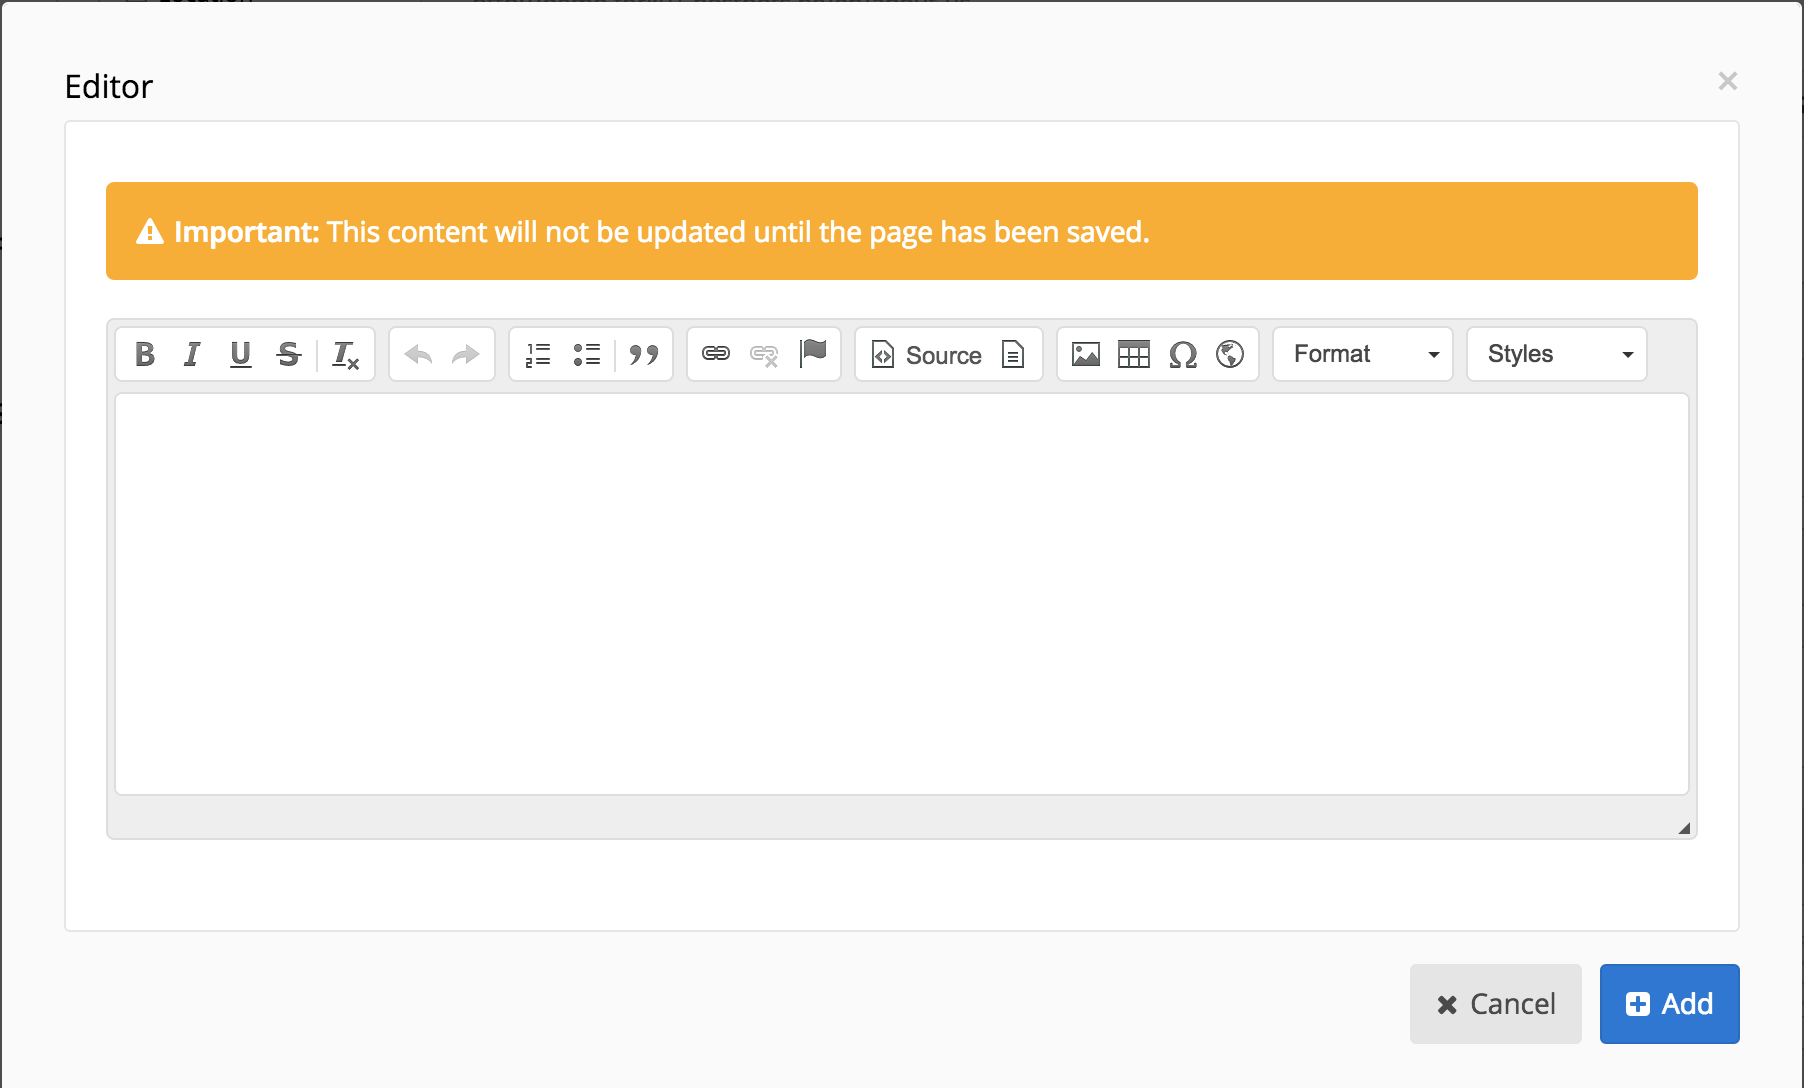 Editor
×
Important: This content will not be updated until the page has been saved.
B I U S Tx Source Format Styles
Cancel Add